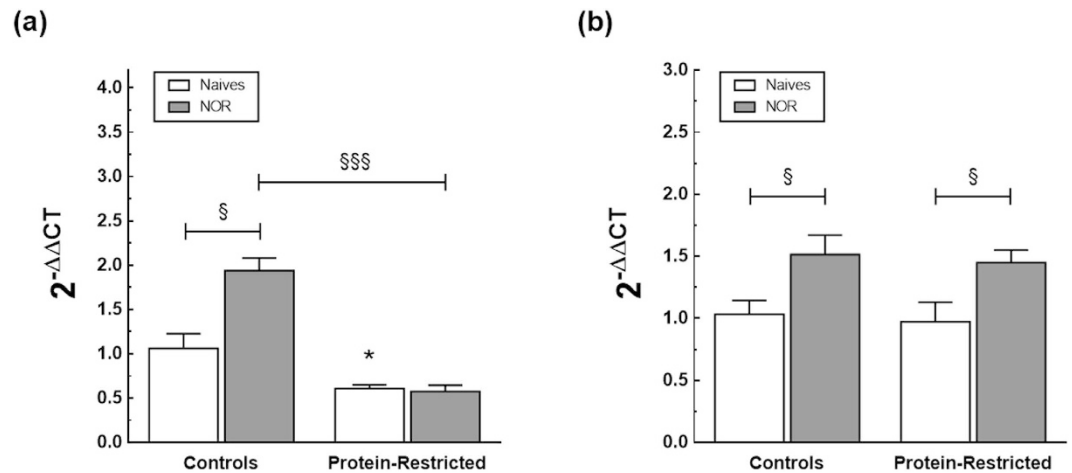 (a)
2-ΔΔCT
4.0
3.5
3.0
2.5
2.0
1.5
1.0
0.5
0.0
Naives
NOR
§
§§§
*
Controls Protein-Restricted
(b)
2-ΔΔCT
3.0
2.5
2.0
1.5
1.0
0.5
0.0
Naives
NOR
§ §
Controls Protein-Restricted